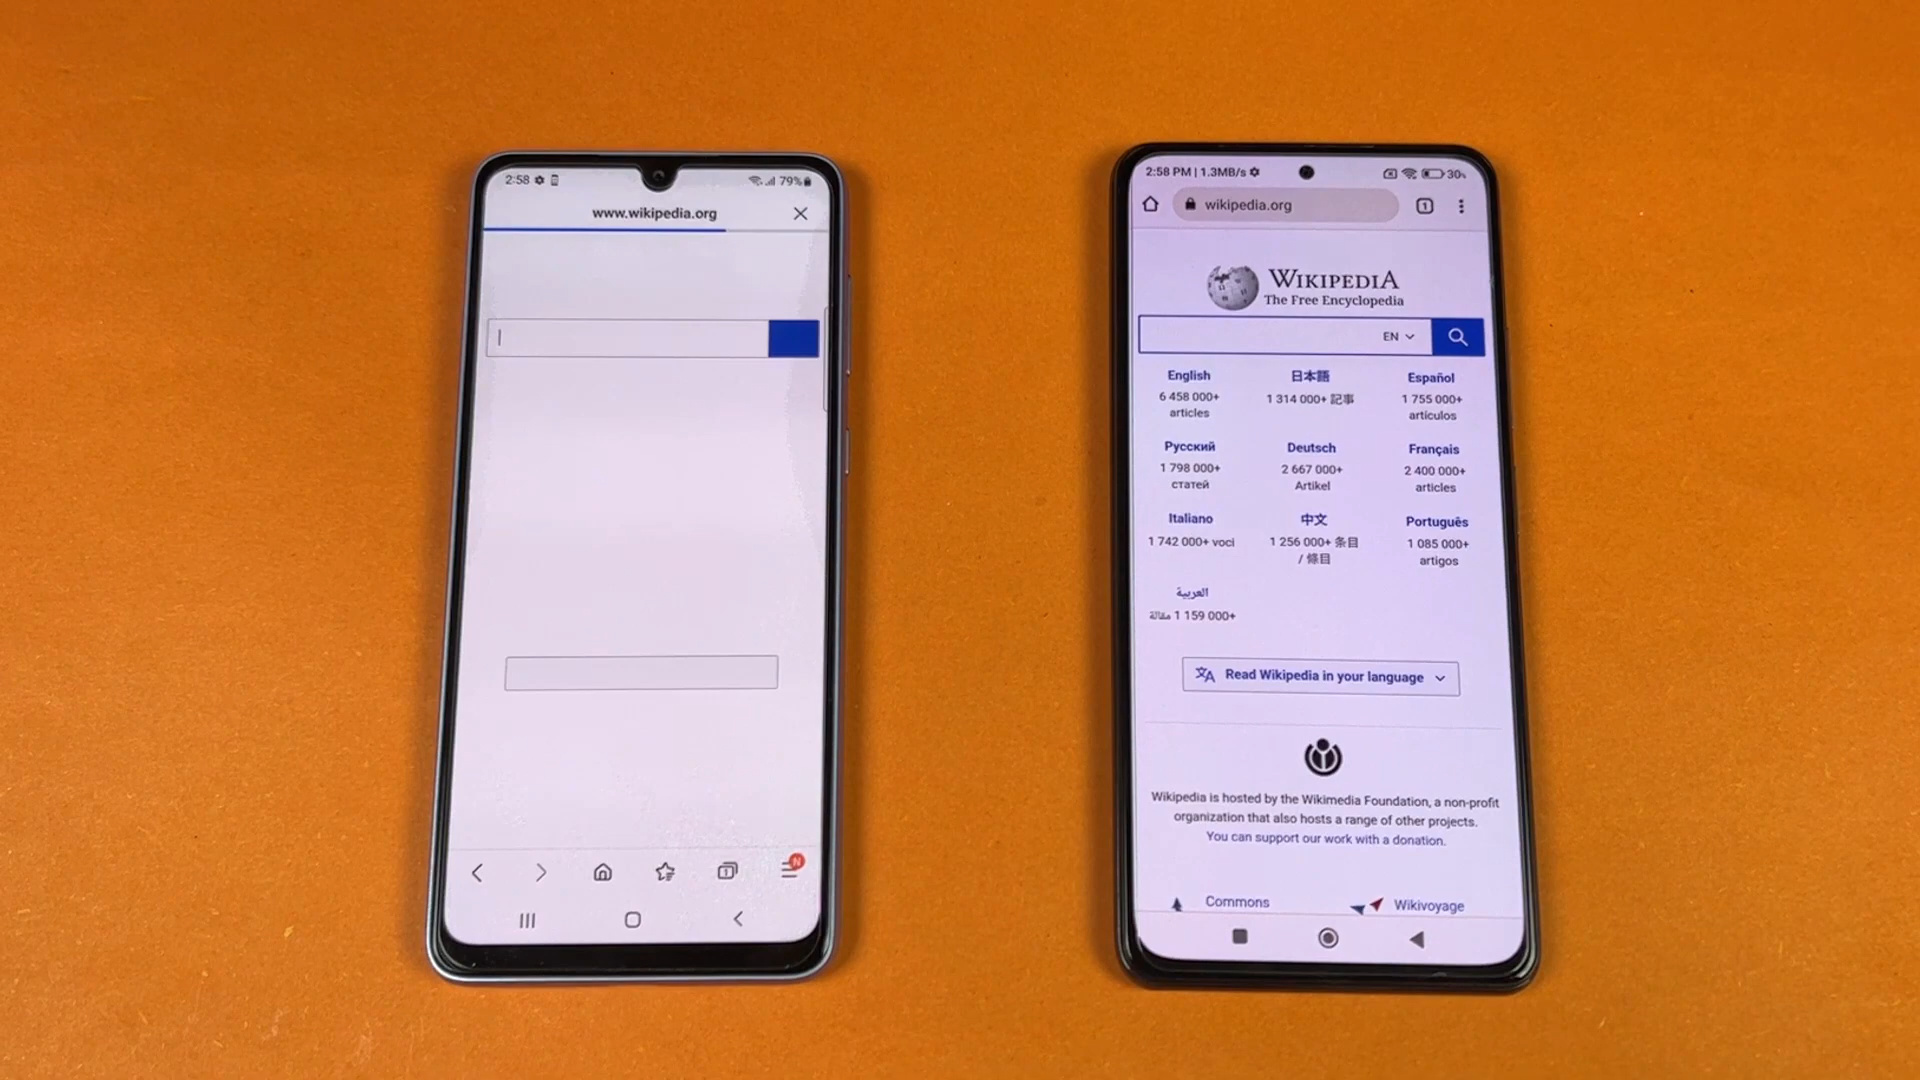 2:58
79%
www.wikipedia.org
1
N
2:58 PM | 1.3MB/s
30%
wikipedia.org
1
WIKIPEDIA
The Free Encyclopedia
EN
English
6 458 000+
articles
日本語
1 314 000+ 記事
Español
1 755 000+
artículos
Русский
1 798 000+
статей
Deutsch
2 667 000+
Artikel
Français
2 400 000+
articles
Italiano
1 742 000+ voci
中文
1 256 000+ 条目
/ 條目
Português
1 085 000+
artigos
العربية
1 159 000+ مقالة
Read Wikipedia in your language
Wikipedia is hosted by the Wikimedia Foundation, a non-profit
organization that also hosts a range of other projects.
You can support our work with a donation.
Commons
Wikivoyage